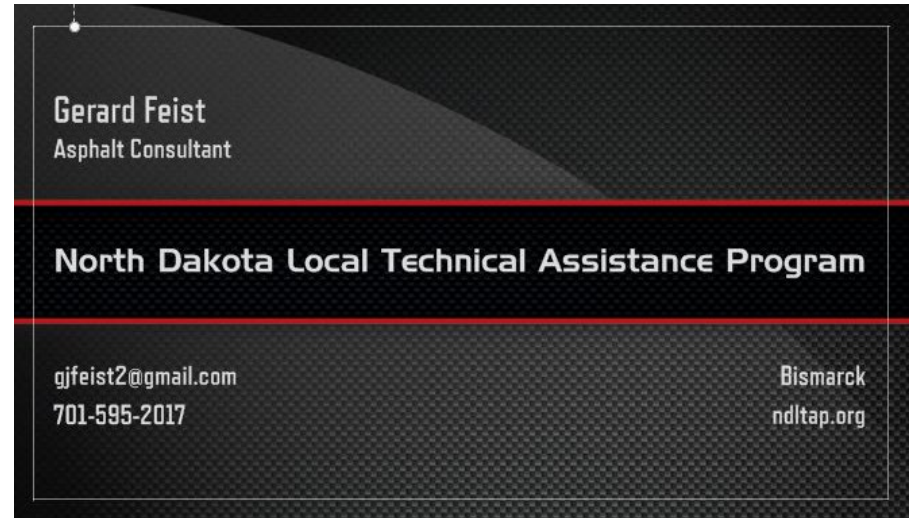 Gerard Feist
Asphalt Consultant
North Dakota Local Technical Assistance Program
gjfeist2@gmail.com
701-595-2017
Bismarck
ndltap.org